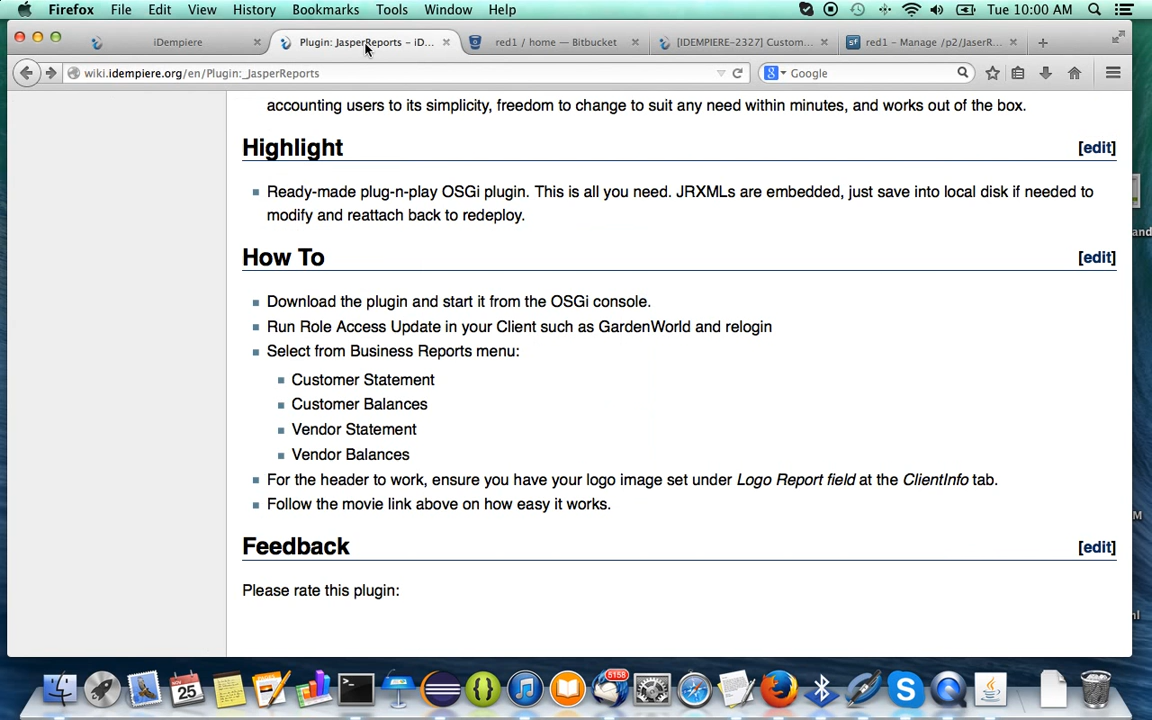 Firefox File Edit View History Bookmarks Tools Window Help Tue 10:00 AM
iDempiere Plugin: JasperReports – iD... red1 / home — Bitbucket [IDEMPIERE-2327] Custom... sf red1 – Manage /p2/JaserR...
wiki.idempiere.org/en/Plugin:_JasperReports Google
accounting users to its simplicity, freedom to change to suit any need within minutes, and works out of the box.
Highlight [edit]
Ready-made plug-n-play OSGi plugin. This is all you need. JRXMLs are embedded, just save into local disk if needed to
modify and reattach back to redeploy.
How To [edit]
Download the plugin and start it from the OSGi console.
Run Role Access Update in your Client such as GardenWorld and relogin
Select from Business Reports menu:
Customer Statement
Customer Balances
Vendor Statement
Vendor Balances
For the header to work, ensure you have your logo image set under Logo Report field at the ClientInfo tab.
Follow the movie link above on how easy it works.
Feedback [edit]
Please rate this plugin:
NOV
25
5158